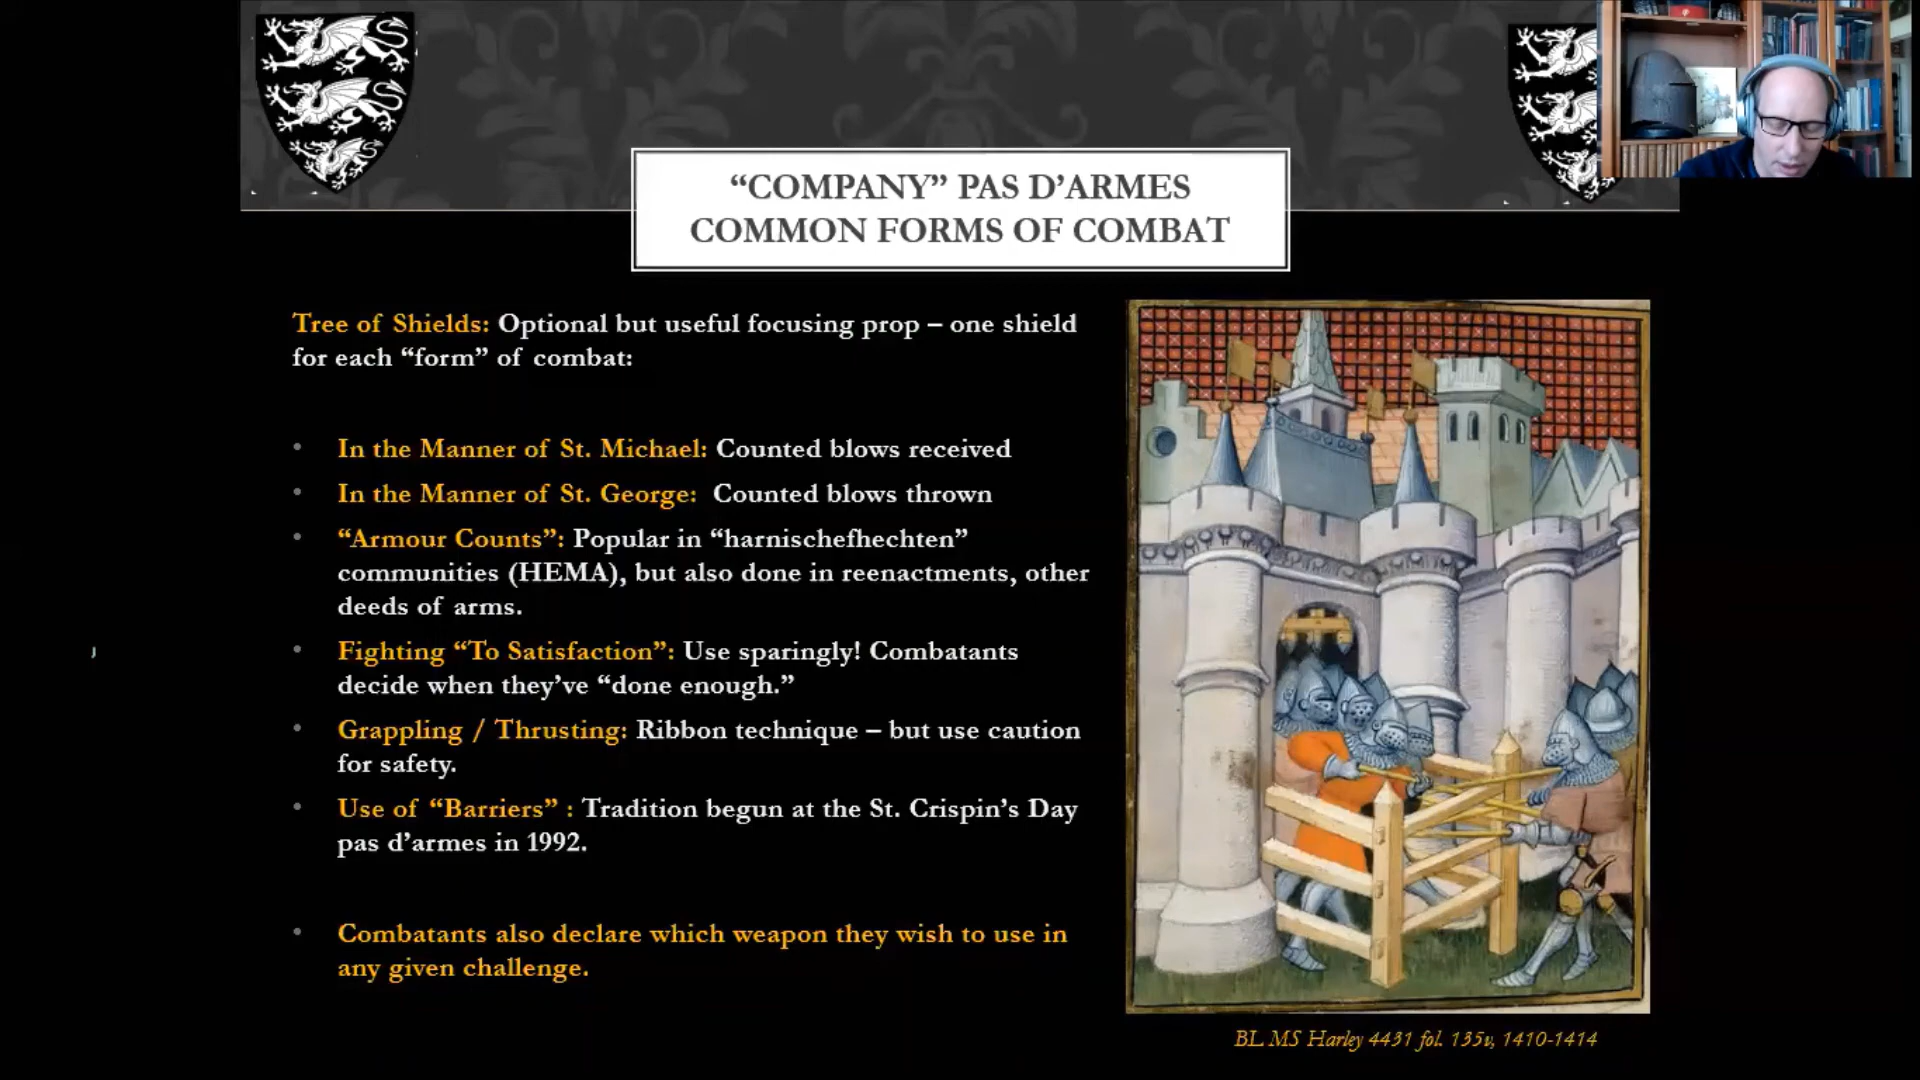 “COMPANY” PAS D’ARMES
COMMON FORMS OF COMBAT
Tree of Shields: Optional but useful focusing prop – one shield
for each “form” of combat:
• In the Manner of St. Michael: Counted blows received
• In the Manner of St. George: Counted blows thrown
• “Armour Counts”: Popular in “harnischefhechten”
communities (HEMA), but also done in reenactments, other
deeds of arms.
• Fighting “To Satisfaction”: Use sparingly! Combatants
decide when they’ve “done enough.”
• Grappling / Thrusting: Ribbon technique – but use caution
for safety.
• Use of “Barriers” : Tradition begun at the St. Crispin’s Day
pas d’armes in 1992.
• Combatants also declare which weapon they wish to use in
any given challenge.
BL MS Harley 4431 fol. 135v, 1410-1414